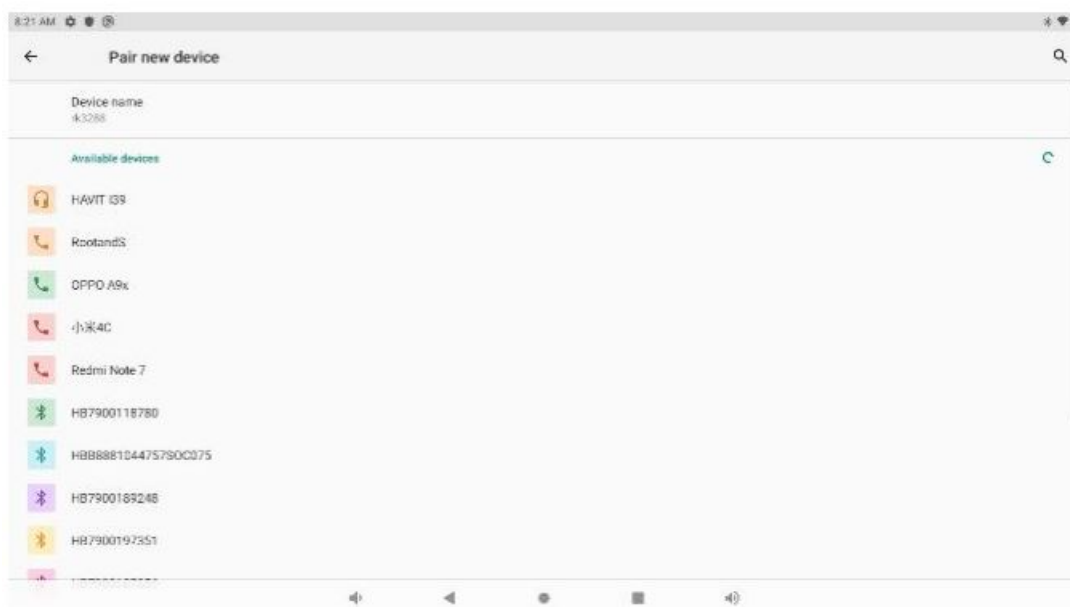 8:21 AM
Pair new device
Device name
rk3288
Available devices
HAVIT I39
RootandS
OPPO A9x
小米4C
Redmi Note 7
HB7900118780
HB7900189248
HB7900197351